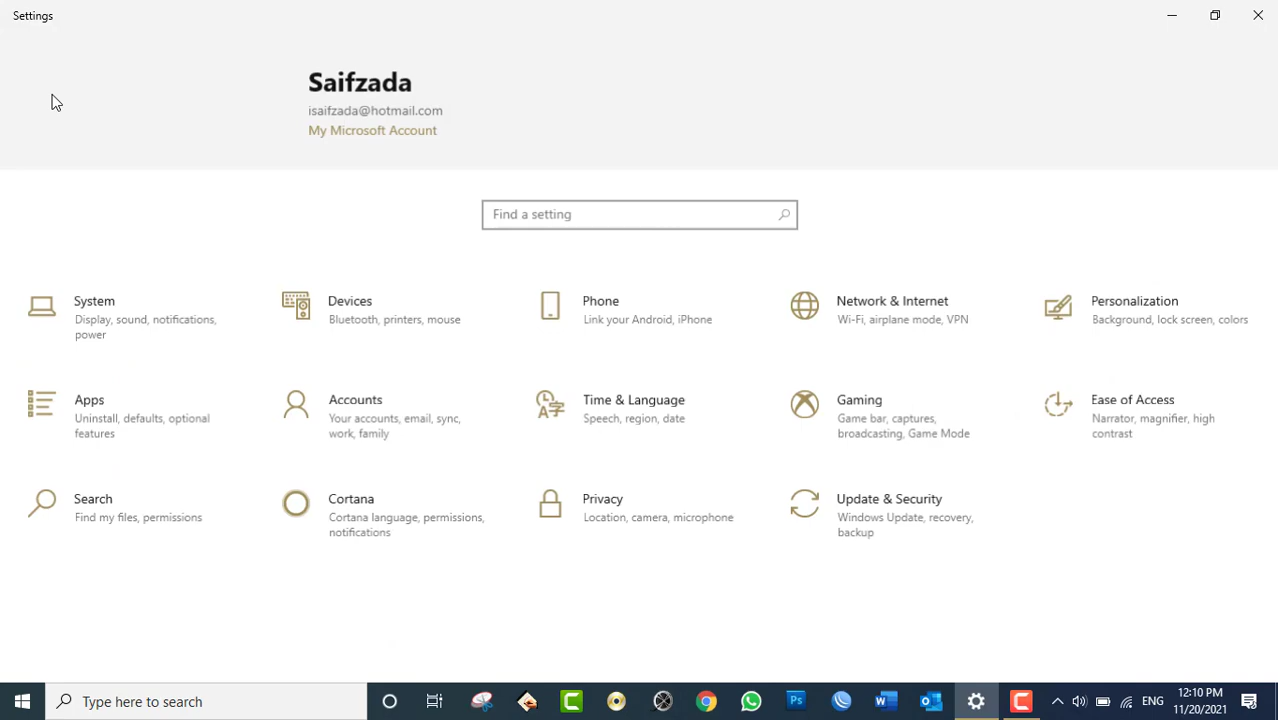 Settings
Saifzada
isaifzada@hotmail.com
My Microsoft Account
Find a setting
System
Display, sound, notifications,
power
Devices
Bluetooth, printers, mouse
Phone
Link your Android, iPhone
Network & Internet
Wi-Fi, airplane mode, VPN
Personalization
Background, lock screen, colors
Apps
Uninstall, defaults, optional
features
Accounts
Your accounts, email, sync,
work, family
Time & Language
Speech, region, date
Gaming
Game bar, captures,
broadcasting, Game Mode
Ease of Access
Narrator, magnifier, high
contrast
Search
Find my files, permissions
Cortana
Cortana language, permissions,
notifications
Privacy
Location, camera, microphone
Update & Security
Windows Update, recovery,
backup
Type here to search
ENG
12:10 PM
11/20/2021